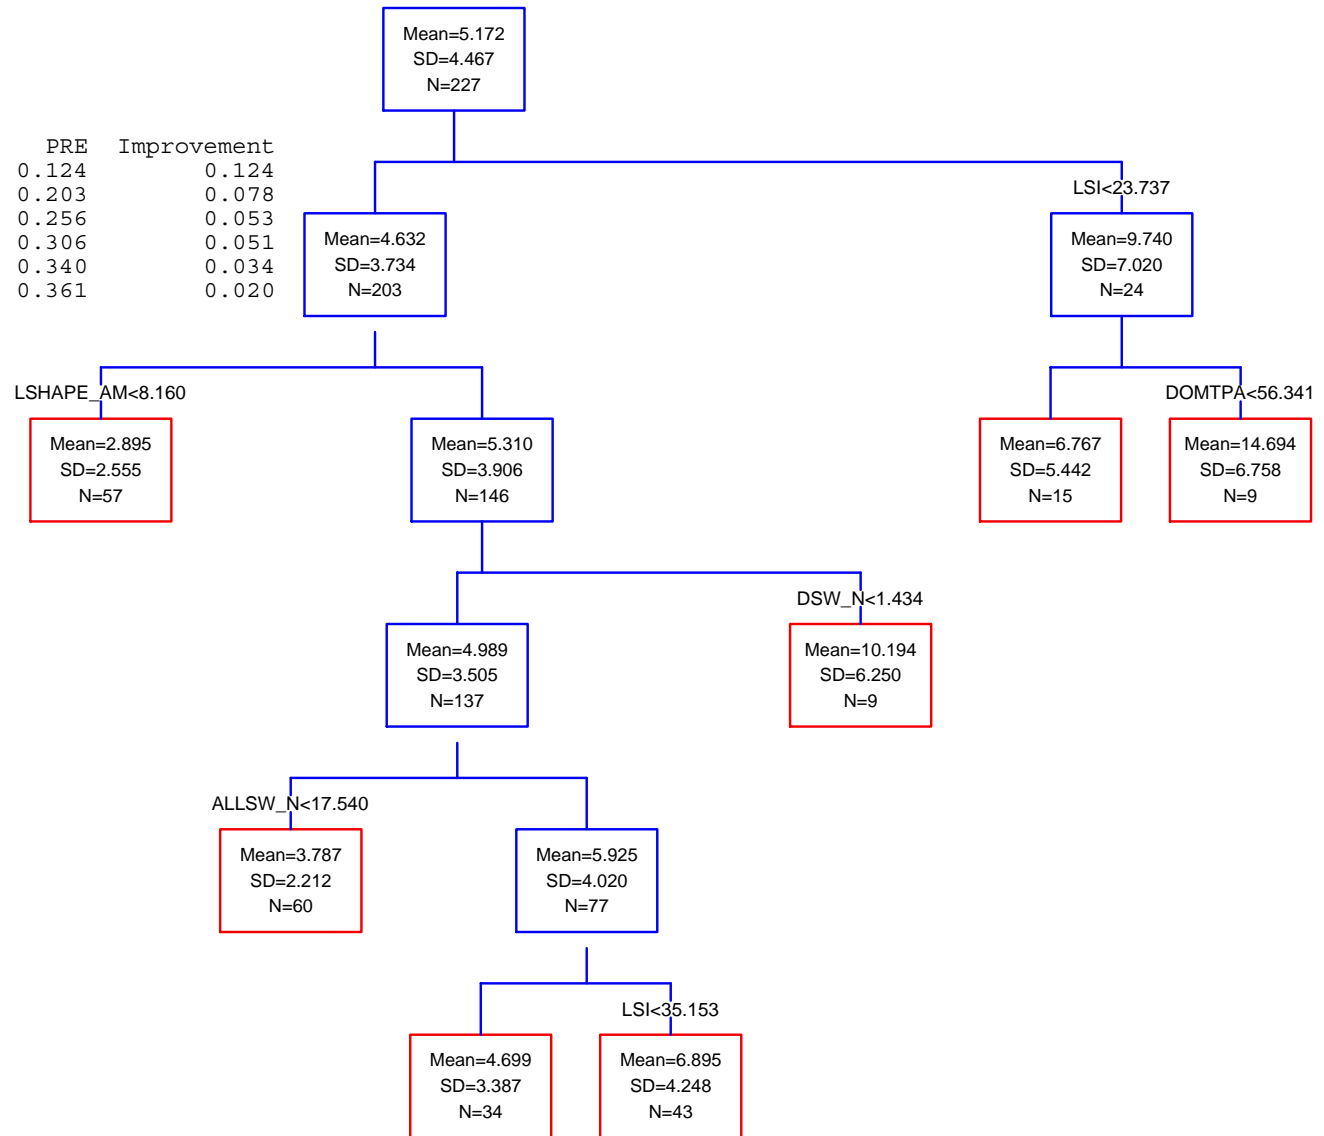 Mean=5.172
SD=4.467
N=227
PRE Improvement
0.124 0.124
0.203 0.078
0.256 0.053
0.306 0.051
0.340 0.034
0.361 0.020
LSI<23.737
Mean=4.632
SD=3.734
N=203
Mean=9.740
SD=7.020
N=24
LSHAPE_AM<8.160
DOMTPA<56.341
Mean=2.895
SD=2.555
N=57
Mean=5.310
SD=3.906
N=146
Mean=6.767
SD=5.442
N=15
Mean=14.694
SD=6.758
N=9
DSW_N<1.434
Mean=4.989
SD=3.505
N=137
Mean=10.194
SD=6.250
N=9
ALLSW_N<17.540
Mean=3.787
SD=2.212
N=60
Mean=5.925
SD=4.020
N=77
LSI<35.153
Mean=4.699
SD=3.387
N=34
Mean=6.895
SD=4.248
N=43